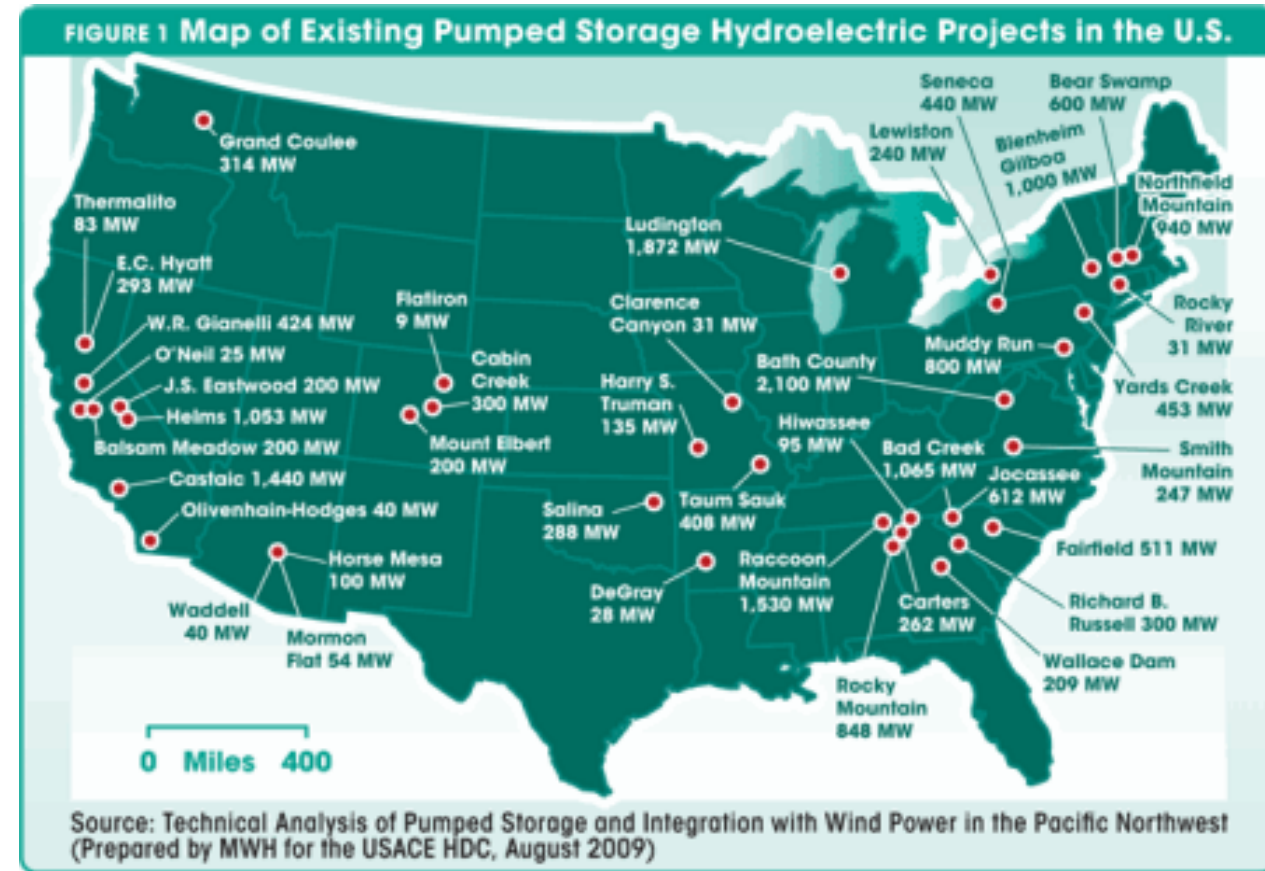 FIGURE 1 Map of Existing Pumped Storage Hydroelectric Projects in the U.S.
Seneca
440 MW
Bear Swamp
600 MW
Lewiston
240 MW
Blenheim
Gilboa
1,000 MW
Northfield
Mountain
940 MW
Grand Coulee
314 MW
Thermalito
83 MW
E.C. Hyatt
293 MW
W.R. Gianelli 424 MW
O'Neil 25 MW
J.S. Eastwood 200 MW
Helms 1,053 MW
Balsam Meadow 200 MW
Castaic 1,440 MW
Olivenhain-Hodges 40 MW
Horse Mesa
100 MW
Waddell
40 MW
Mormon
Flat 54 MW
Flatiron
9 MW
Cabin
Creek
300 MW
Mount Elbert
200 MW
Ludington
1,872 MW
Clarence
Canyon 31 MW
Harry S.
Truman
135 MW
Salina
288 MW
Taum Sauk
408 MW
DeGray
28 MW
Bath County
2,100 MW
Muddy Run
800 MW
Rocky
River
31 MW
Yards Creek
453 MW
Smith
Mountain
247 MW
Hiwassee
95 MW
Bad Creek
1,065 MW
Jocassee
612 MW
Fairfield 511 MW
Raccoon
Mountain
1,530 MW
Carters
262 MW
Richard B.
Russell 300 MW
Wallace Dam
209 MW
Rocky
Mountain
848 MW
0 Miles 400
Source: Technical Analysis of Pumped Storage and Integration with Wind Power in the Pacific Northwest
(Prepared by MWH for the USACE HDC, August 2009)